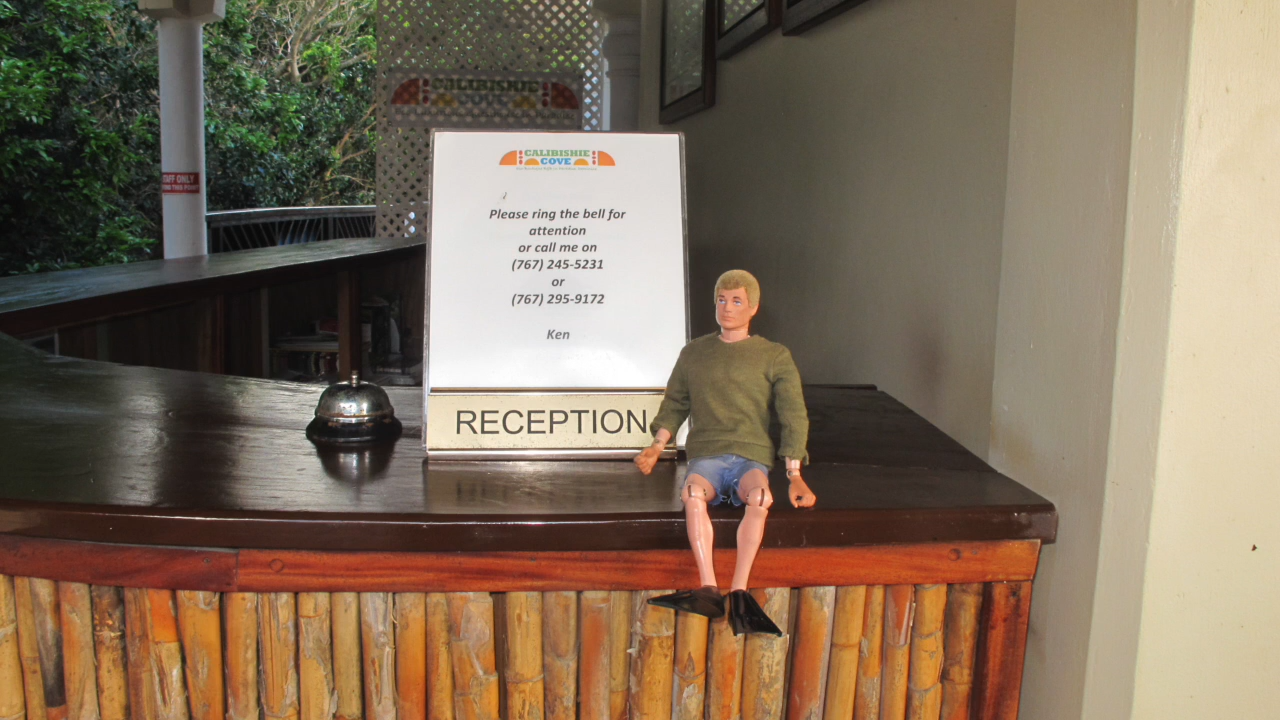 CALIBISHIE
STAFF ONLY
CALIBISHIE
COVE
Please ring the bell for
attention
or call me on
(767) 245-5231
or
(767) 295-9172
Ken
RECEPTION